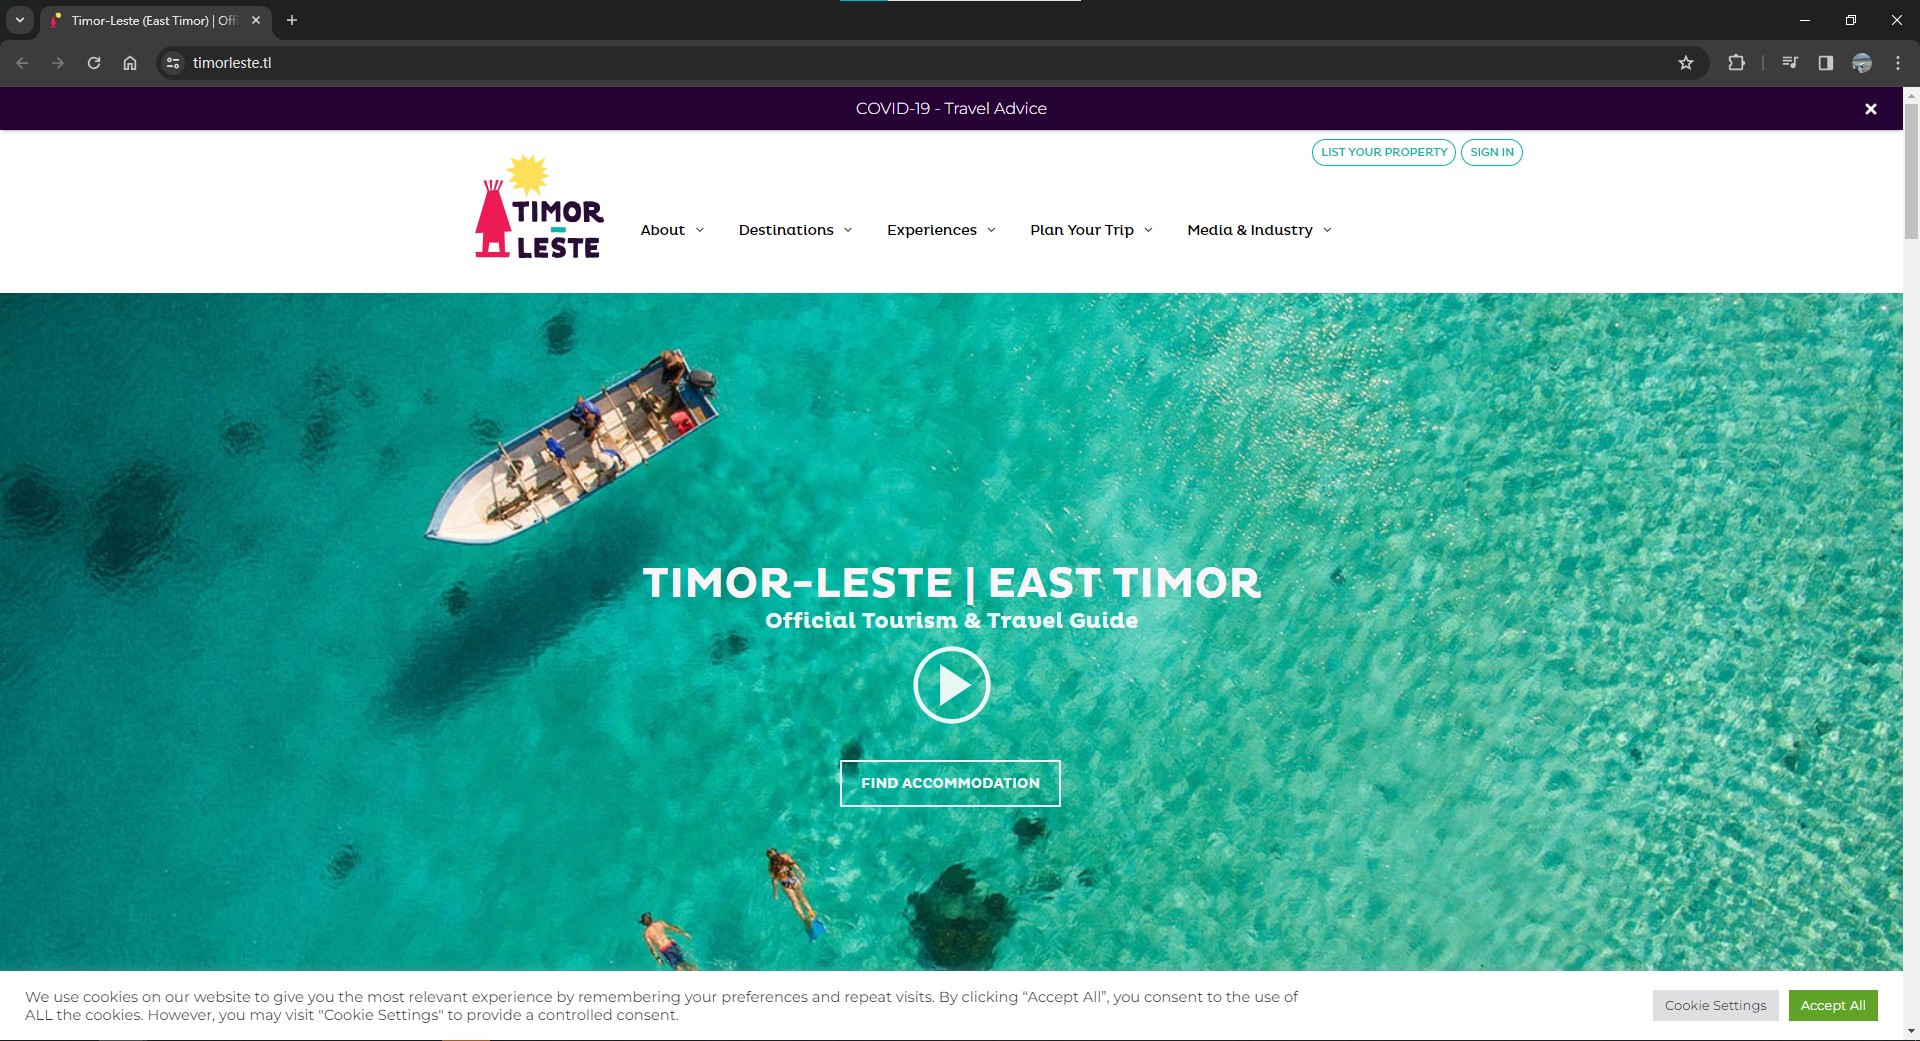 Timor-Leste (East Timor) | Off
timorleste.tl
COVID-19 - Travel Advice
LIST YOUR PROPERTY
SIGN IN
TIMOR
-
LESTE
About
Destinations
Experiences
Plan Your Trip
Media & Industry
TIMOR-LESTE | EAST TIMOR
Official Tourism & Travel Guide
FIND ACCOMMODATION
We use cookies on our website to give you the most relevant experience by remembering your preferences and repeat visits. By clicking “Accept All”, you consent to the use of
ALL the cookies. However, you may visit "Cookie Settings" to provide a controlled consent.
Cookie Settings
Accept All